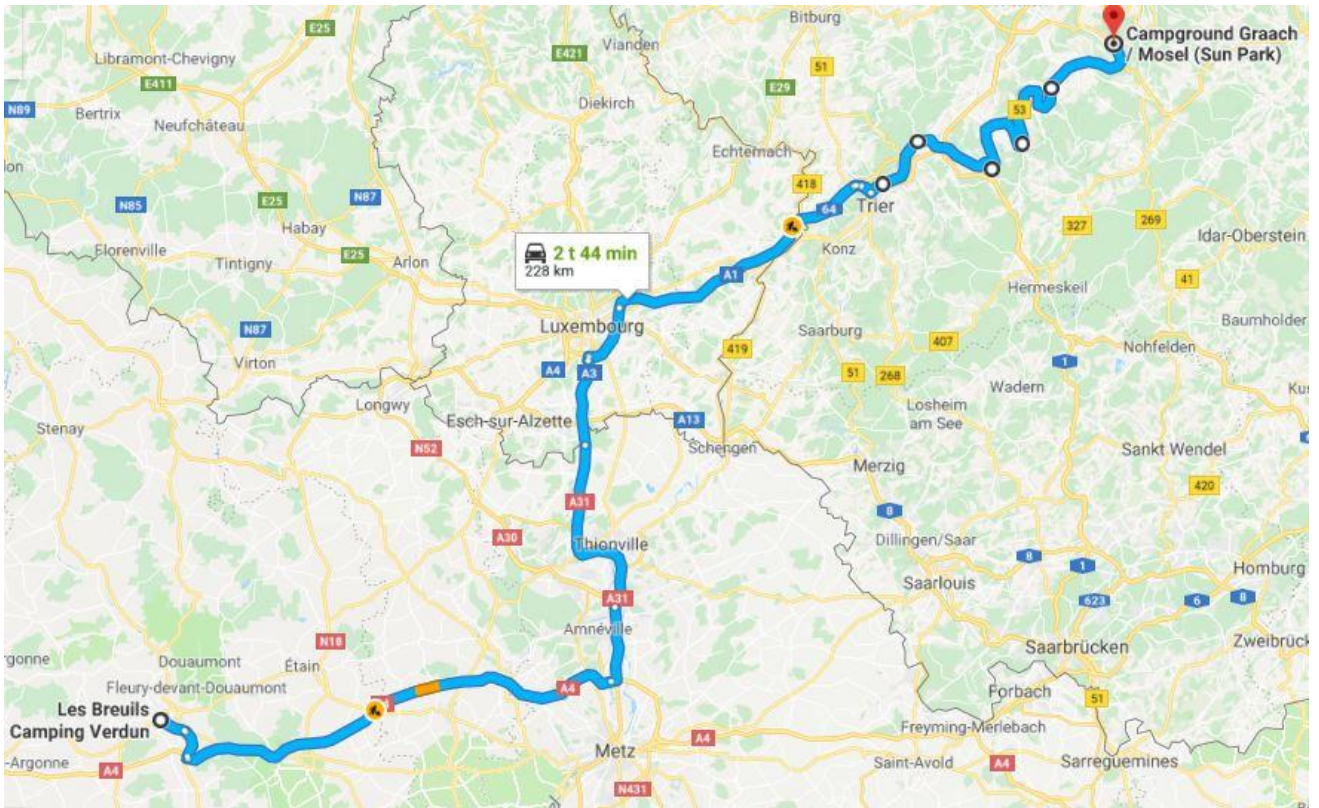 E25
Bitburg
Campground Graach
/ Mosel (Sun Park)
Libramont-Chevigny
E421
Vianden
51
E411
E29
N89
Bertrix
Diekirch
53
Neufchâteau
Echternach
N87
418
N85
E25
Trier
64
327
269
Habay
Florenville
Idar-Oberstein
Tintigny
E25
Arlon
2 t 44 min
228 km
Konz
A1
41
Hermeskeil
N87
Luxembourg
Saarburg
Baumholder
419
407
Virton
A4
A3
1
Nohfelden
51
268
Wadern
Longwy
Losheim
am See
Esch-sur-Alzette
A13
Stenay
N52
Schengen
Sankt Wendel
Merzig
420
A31
8
A30
Thionville
Dillingen/Saar
8
1
Homburg
Saarlouis
A31
623
6
8
Amnéville
N18
Zweibrück
Saarbrücken
Douaumont
Étain
Fleury-devant-Douaumont
A4
Forbach
51
Les Breuils
Camping Verdun
Freyming-Merlebach
Metz
A4
-Argonne
A4
Saint-Avold
A4
Sarreguemines
N431